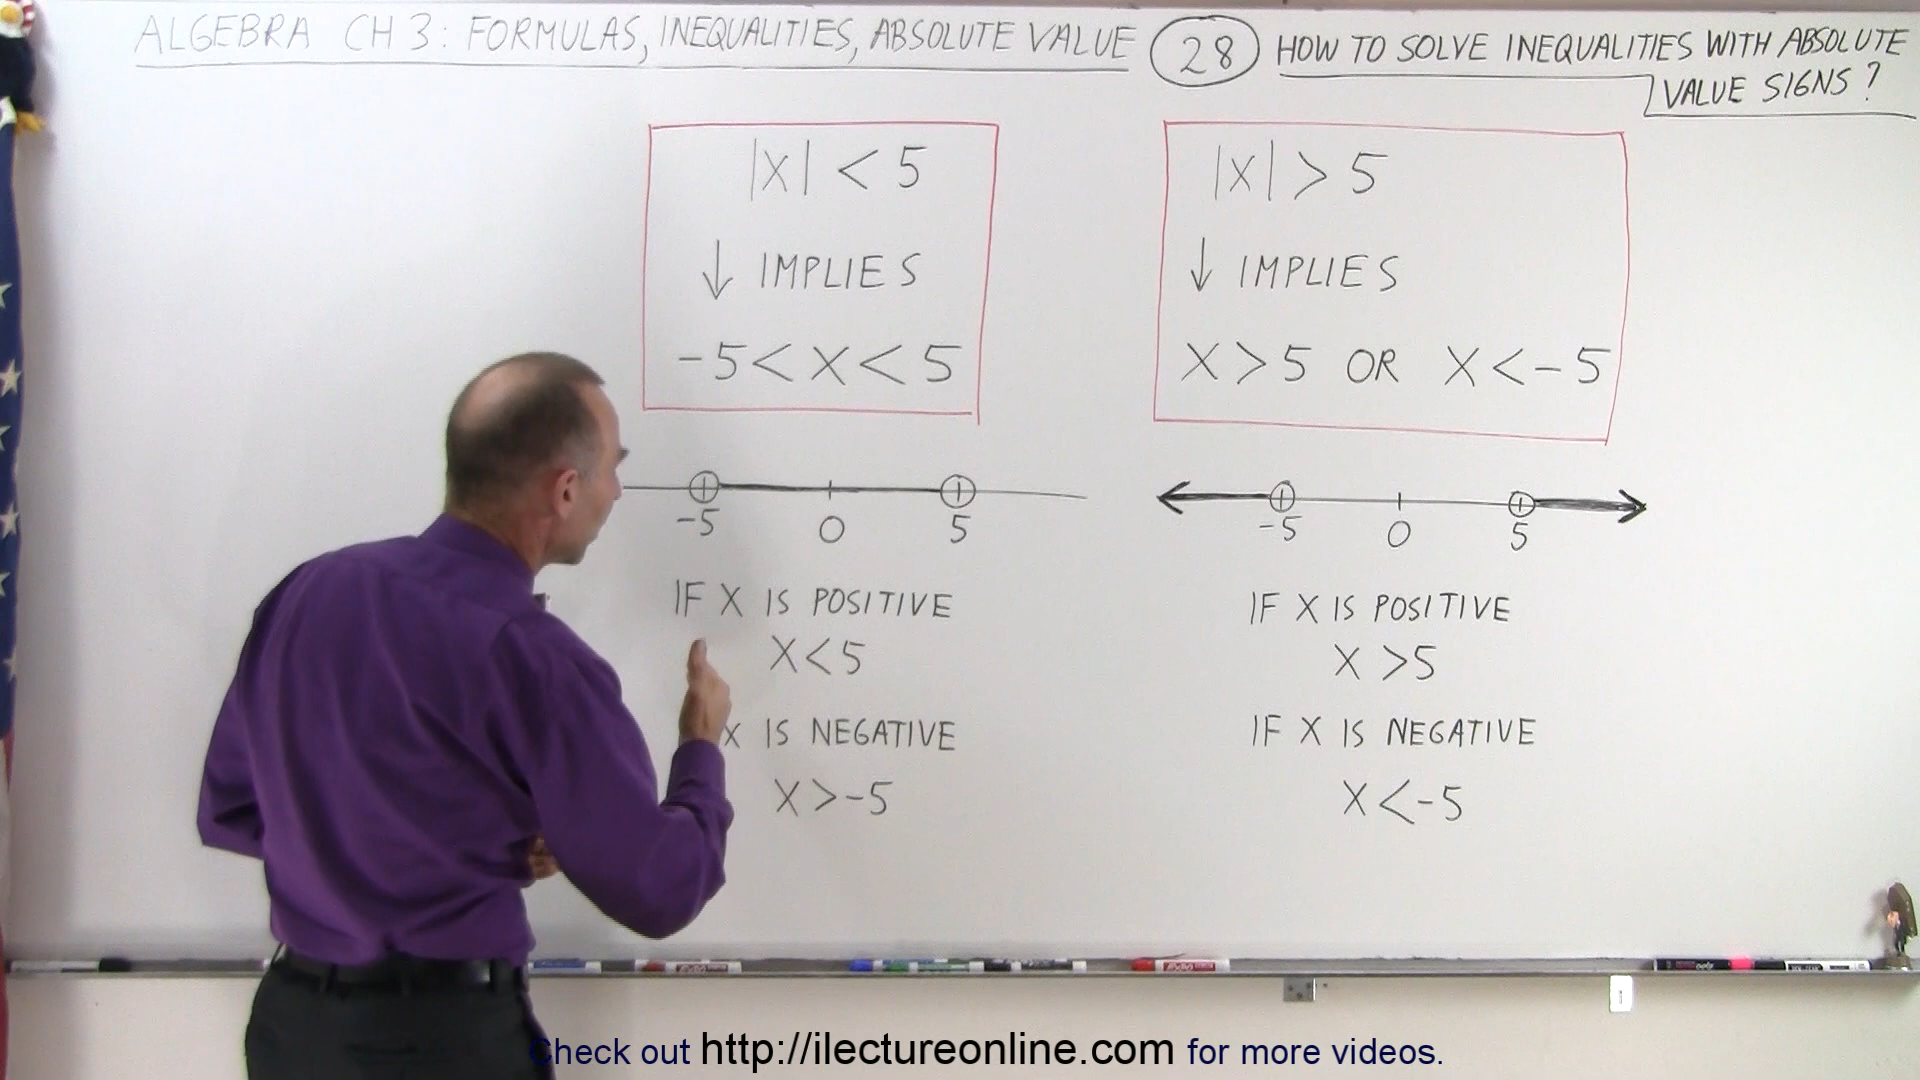 ALGEBRA CH 3: FORMULAS, INEQUALITIES, ABSOLUTE VALUE 28 HOW TO SOLVE INEQUALITIES WITH ABSOLUTE
VALUE SIGNS?
|X| < 5
↓ IMPLIES
-5 < X < 5
-5 0 5
IF X IS POSITIVE
X < 5
X IS NEGATIVE
X > -5
|X| > 5
↓ IMPLIES
X > 5 OR X < -5
-5 0 5
IF X IS POSITIVE
X > 5
IF X IS NEGATIVE
X < -5
Check out http://ilectureonline.com for more videos.